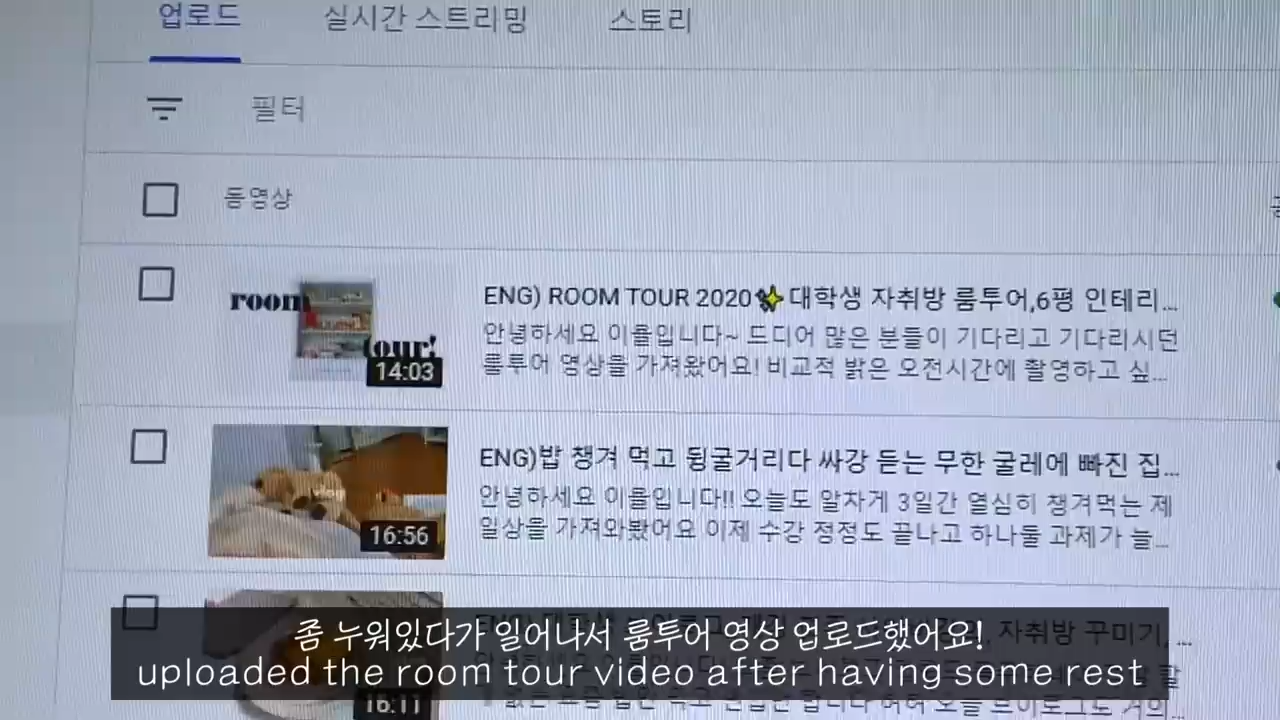 업로드 실시간 스트리밍 스토리
필터
동영상
room
tour!
14:03
ENG) ROOM TOUR 2020✨대학생 자취방 룸투어,6평 인테리...
안녕하세요 이율입니다~ 드디어 많은 분들이 기다리고 기다리시던
룸투어 영상을 가져왔어요! 비교적 밝은 오전시간에 촬영하고 싶...
16:56
ENG)밥 챙겨 먹고 뒹굴거리다 싸강 듣는 무한 굴레에 빠진 집...
안녕하세요 이율입니다!! 오늘도 알차게 3일간 열심히 챙겨먹는 제
일상을 가져와봤어요 이제 수강 정정도 끝나고 하나둘 과제가 늘...
자취방 꾸미기, ...
16:11
좀 누워있다가 일어나서 룸투어 영상 업로드했어요!
uploaded the room tour video after having some rest